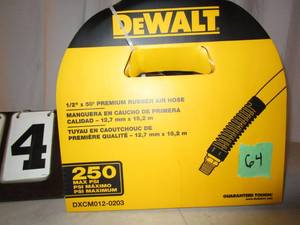 DEWALT
1/2" x 50' PREMIUM RUBBER AIR HOSE
MANGUERA EN CAUCHO DE PRIMERA
CALIDAD – 12,7 mm x 15,2 m
TUYAU EN CAOUTCHOUC DE
PREMIÈRE QUALITÉ – 12,7 mm x 15,2 m
4
64
250
MAX PSI
PSI MÁXIMO
PSI MAXIMUM
DXCM012-0203
GUARANTEED TOUGH.